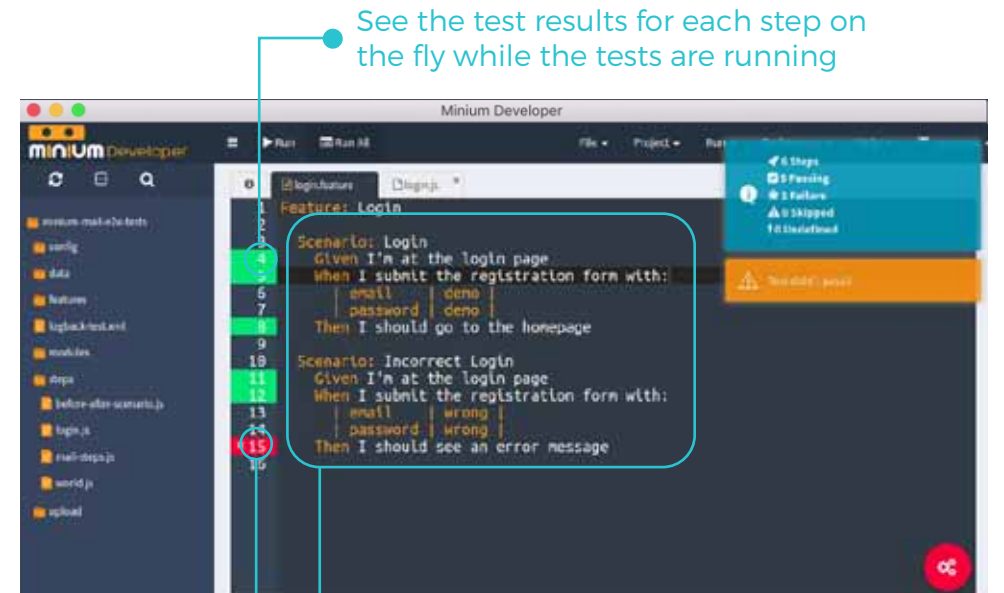 See the test results for each step on
the fly while the tests are running
Minium Developer
minium Developer
Run
Run All
File
Project
Run
login.feature
login.js
6 Steps
5 Passing
1 Failure
0 Skipped
0 Undefined
minium-mail-e2e-tests
config
data
features
logback-test.xml
modules
steps
before-after-scenario.js
login.js
mail-steps.js
world.js
upload
1 Feature: Login
2
3 Scenario: Login
4 Given I'm at the login page
5 When I submit the registration form with:
6 | email | demo |
7 | password | demo |
8 Then I should go to the homepage
9
10 Scenario: Incorrect Login
11 Given I'm at the login page
12 When I submit the registration form with:
13 | email | wrong |
14 | password | wrong |
15 Then I should see an error message
16